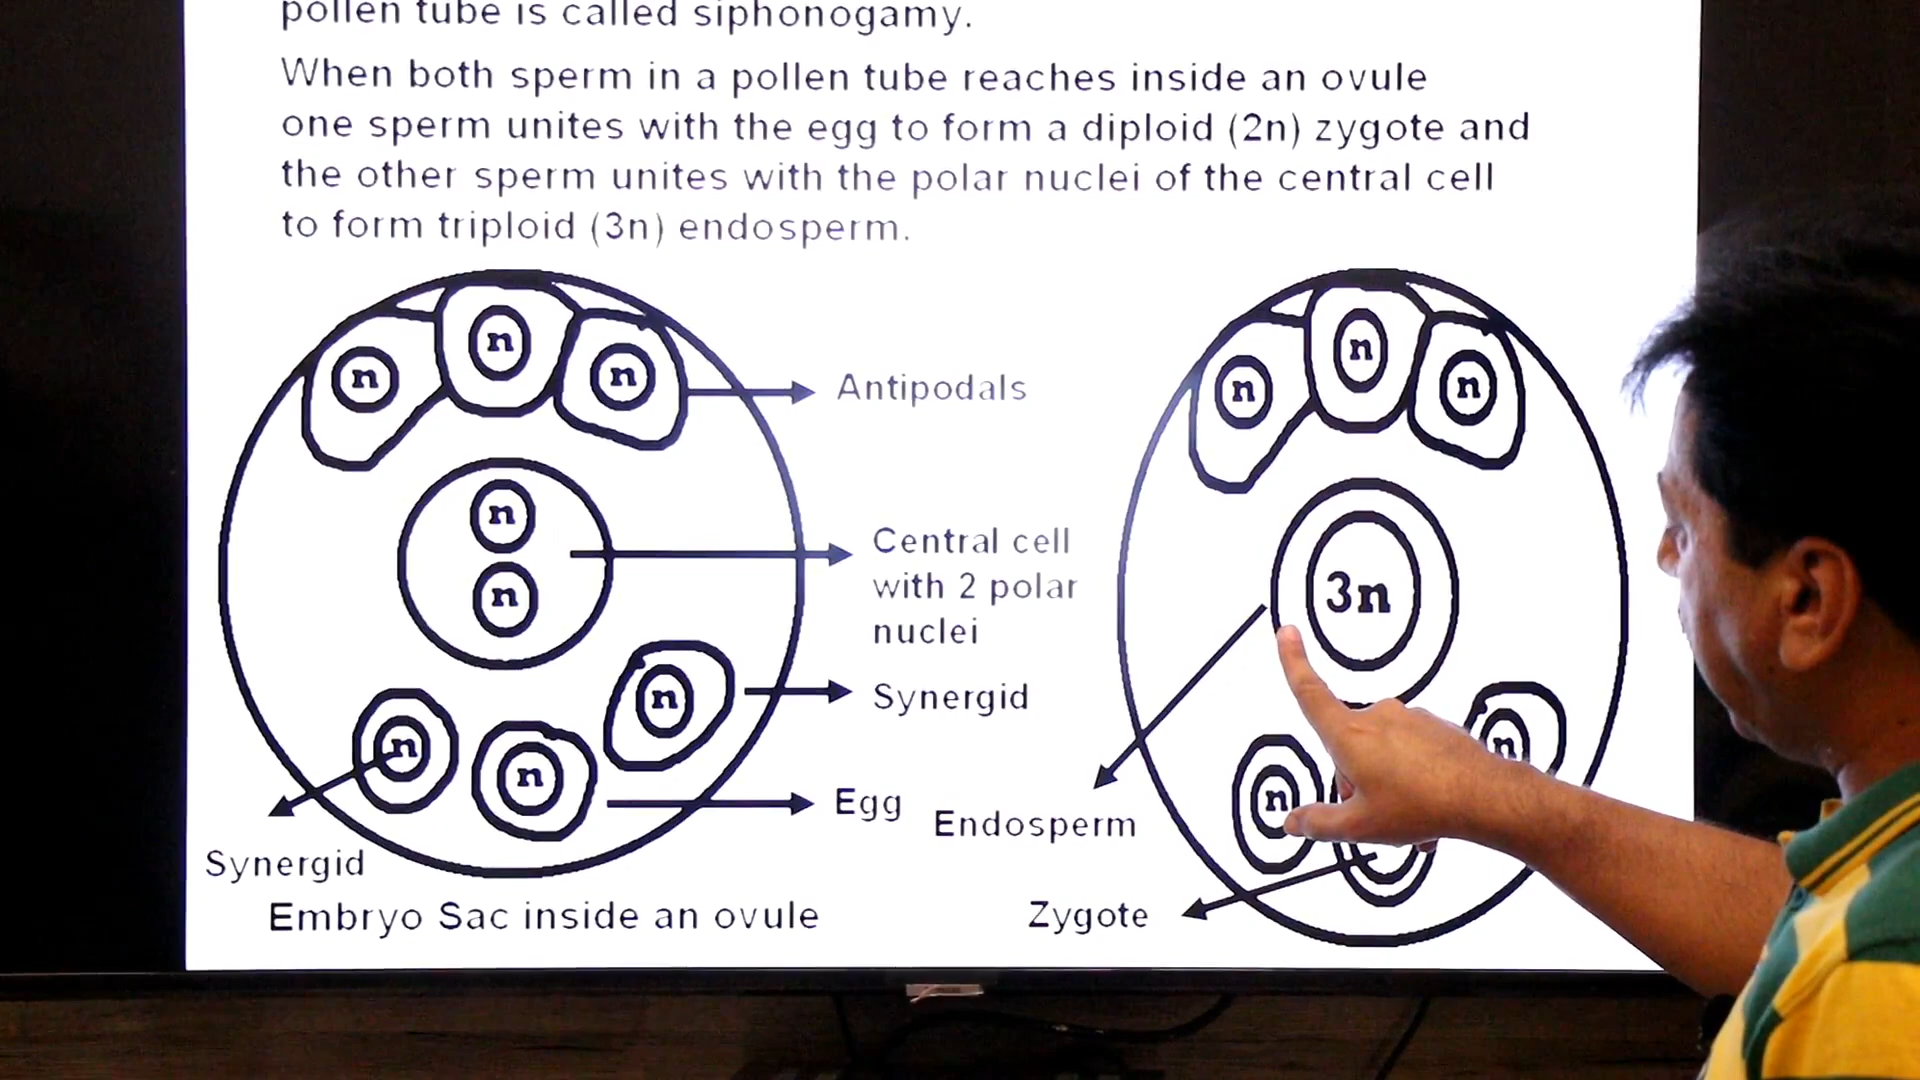 pollen tube is called siphonogamy.
When both sperm in a pollen tube reaches inside an ovule
one sperm unites with the egg to form a diploid (2n) zygote and
the other sperm unites with the polar nuclei of the central cell
to form triploid (3n) endosperm.
n n n
Antipodals
n
n
Central cell
with 2 polar
nuclei
n
Synergid
n
n
Egg
Synergid
Embryo Sac inside an ovule
n n n
3n
n
n
Endosperm
Zygote